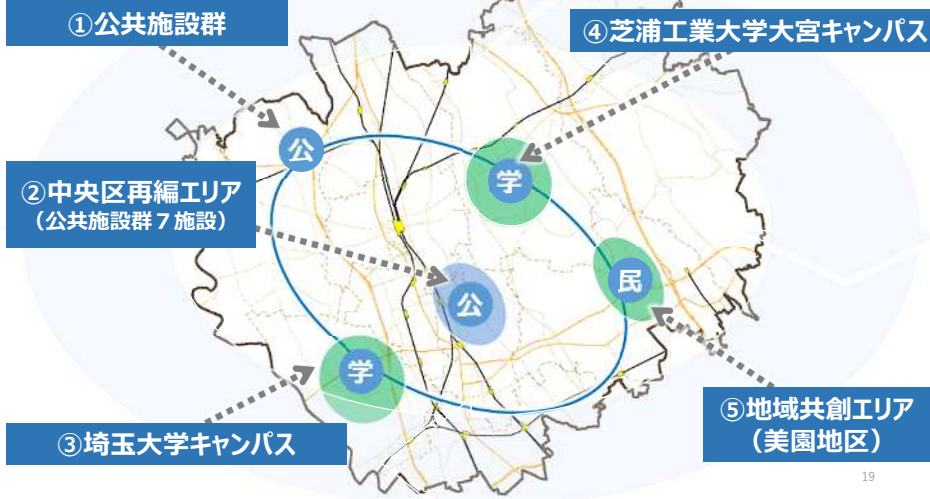 ①公共施設群
④芝浦工業大学大宮キャンパス
公
学
②中央区再編エリア
（公共施設群７施設）
民
公
学
⑤地域共創エリア
（美園地区）
③埼玉大学キャンパス
19